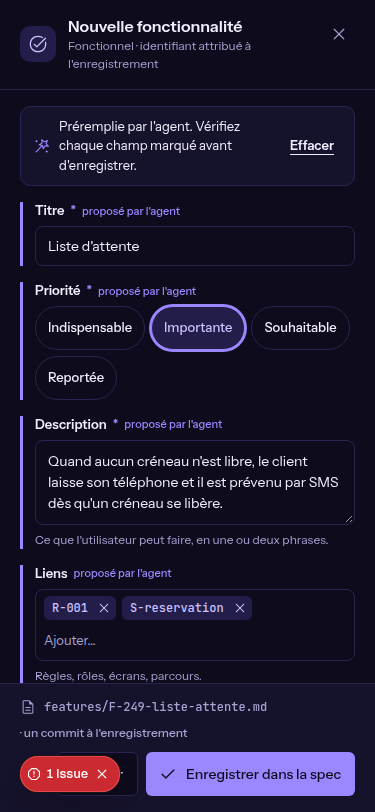 Nouvelle fonctionnalité
Fonctionnel · identifiant attribué à
l'enregistrement
Préremplie par l'agent. Vérifiez
chaque champ marqué avant
d'enregistrer.
Effacer
Titre * proposé par l'agent
Liste d'attente
Priorité * proposé par l'agent
Indispensable Importante Souhaitable
Reportée
Description * proposé par l'agent
Quand aucun créneau n'est libre, le client
laisse son téléphone et il est prévenu par SMS
dès qu'un créneau se libère.
Ce que l'utilisateur peut faire, en une ou deux phrases.
Liens proposé par l'agent
R-001 S-reservation
Ajouter...
Règles, rôles, écrans, parcours.
features/F-249-liste-attente.md
· un commit à l'enregistrement
1 Issue
Enregistrer dans la spec